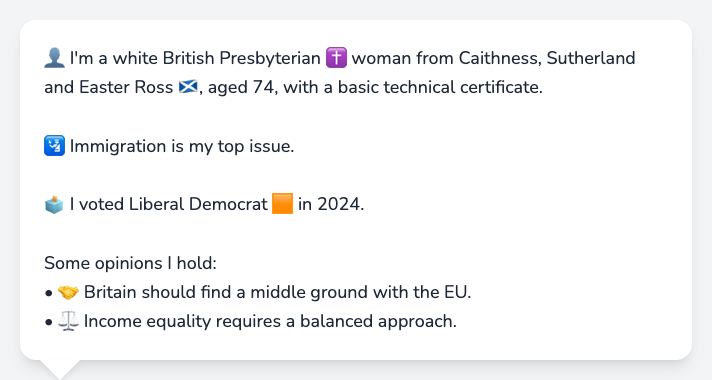 👤 I'm a white British Presbyterian ✝️ woman from Caithness, Sutherland
and Easter Ross 🏴󠁧󠁢󠁳󠁣󠁴󠁿, aged 74, with a basic technical certificate.
🛂 Immigration is my top issue.
🗳️ I voted Liberal Democrat 🟧 in 2024.
Some opinions I hold:
• 🤝 Britain should find a middle ground with the EU.
• ⚖️ Income equality requires a balanced approach.